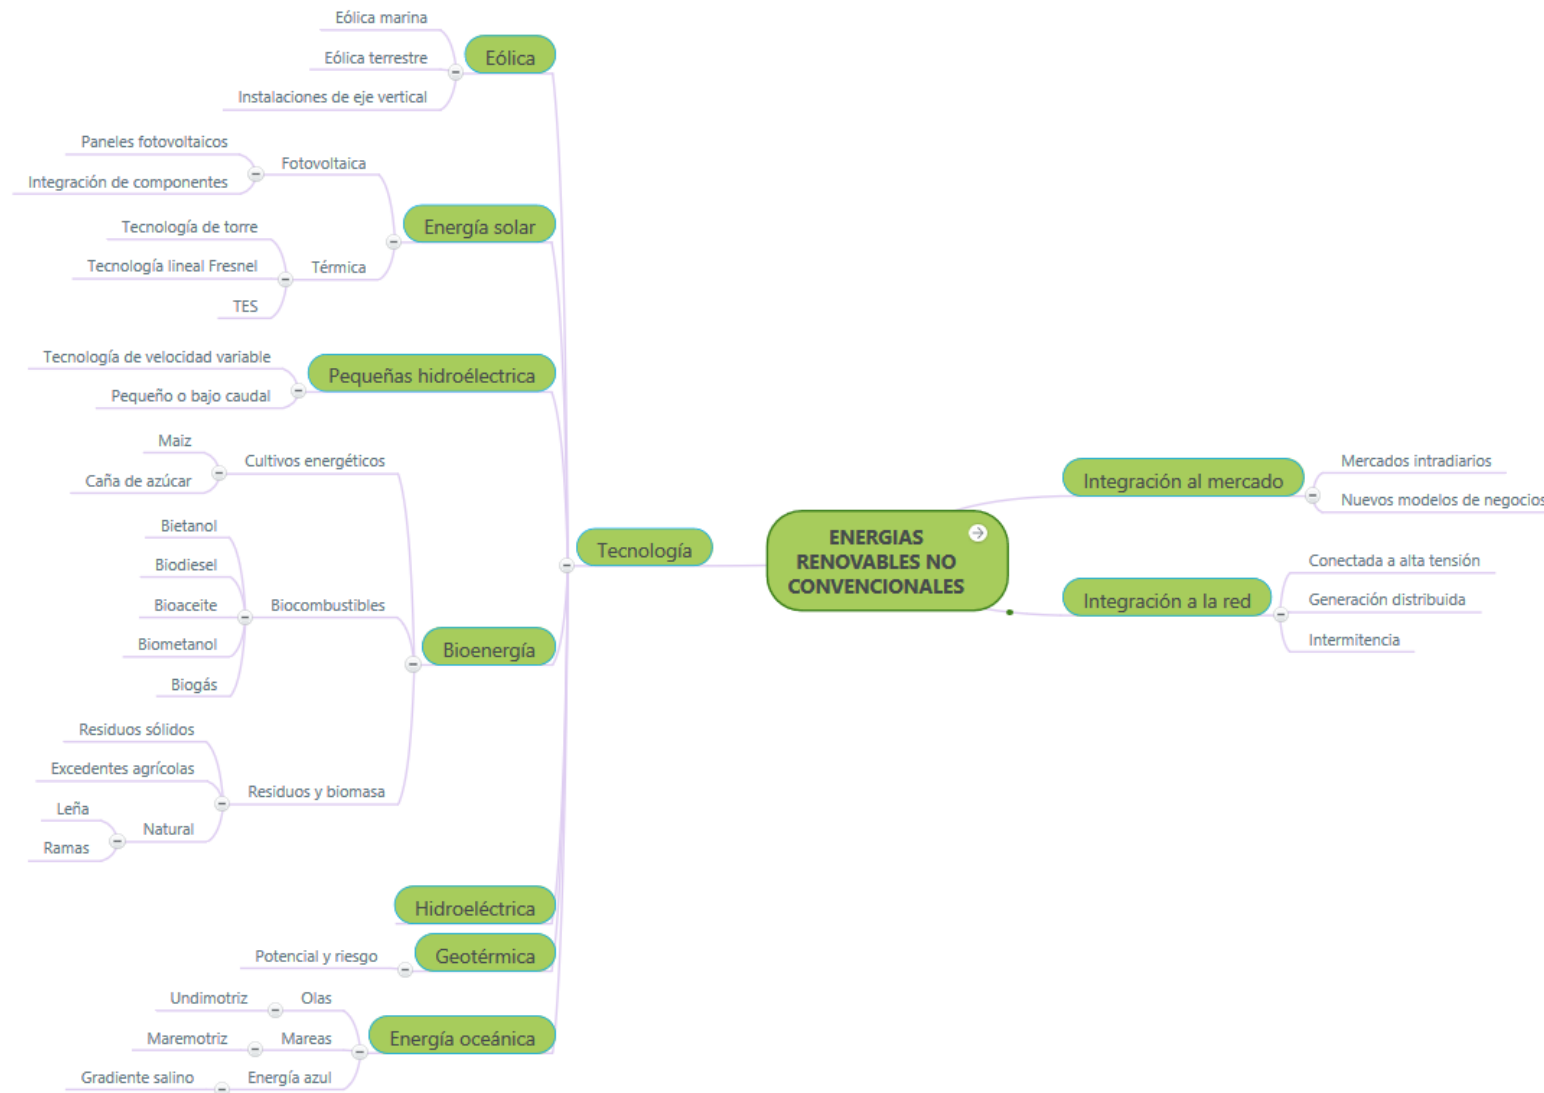 Eólica marina
Eólica terrestre
Instalaciones de eje vertical
Eólica
Paneles fotovoltaicos
Integración de componentes
Fotovoltaica
Tecnología de torre
Tecnología lineal Fresnel
TES
Térmica
Energía solar
Tecnología de velocidad variable
Pequeño o bajo caudal
Pequeñas hidroélectrica
Maiz
Caña de azúcar
Cultivos energéticos
Bietanol
Biodiesel
Bioaceite
Biometanol
Biogás
Biocombustibles
Residuos sólidos
Excedentes agrícolas
Leña
Ramas
Natural
Residuos y biomasa
Bioenergía
Hidroeléctrica
Potencial y riesgo
Geotérmica
Undimotriz
Olas
Maremotriz
Mareas
Gradiente salino
Energía azul
Energía oceánica
Tecnología
ENERGIAS
RENOVABLES NO
CONVENCIONALES
Integración al mercado
Mercados intradiarios
Nuevos modelos de negocios
Integración a la red
Conectada a alta tensión
Generación distribuida
Intermitencia